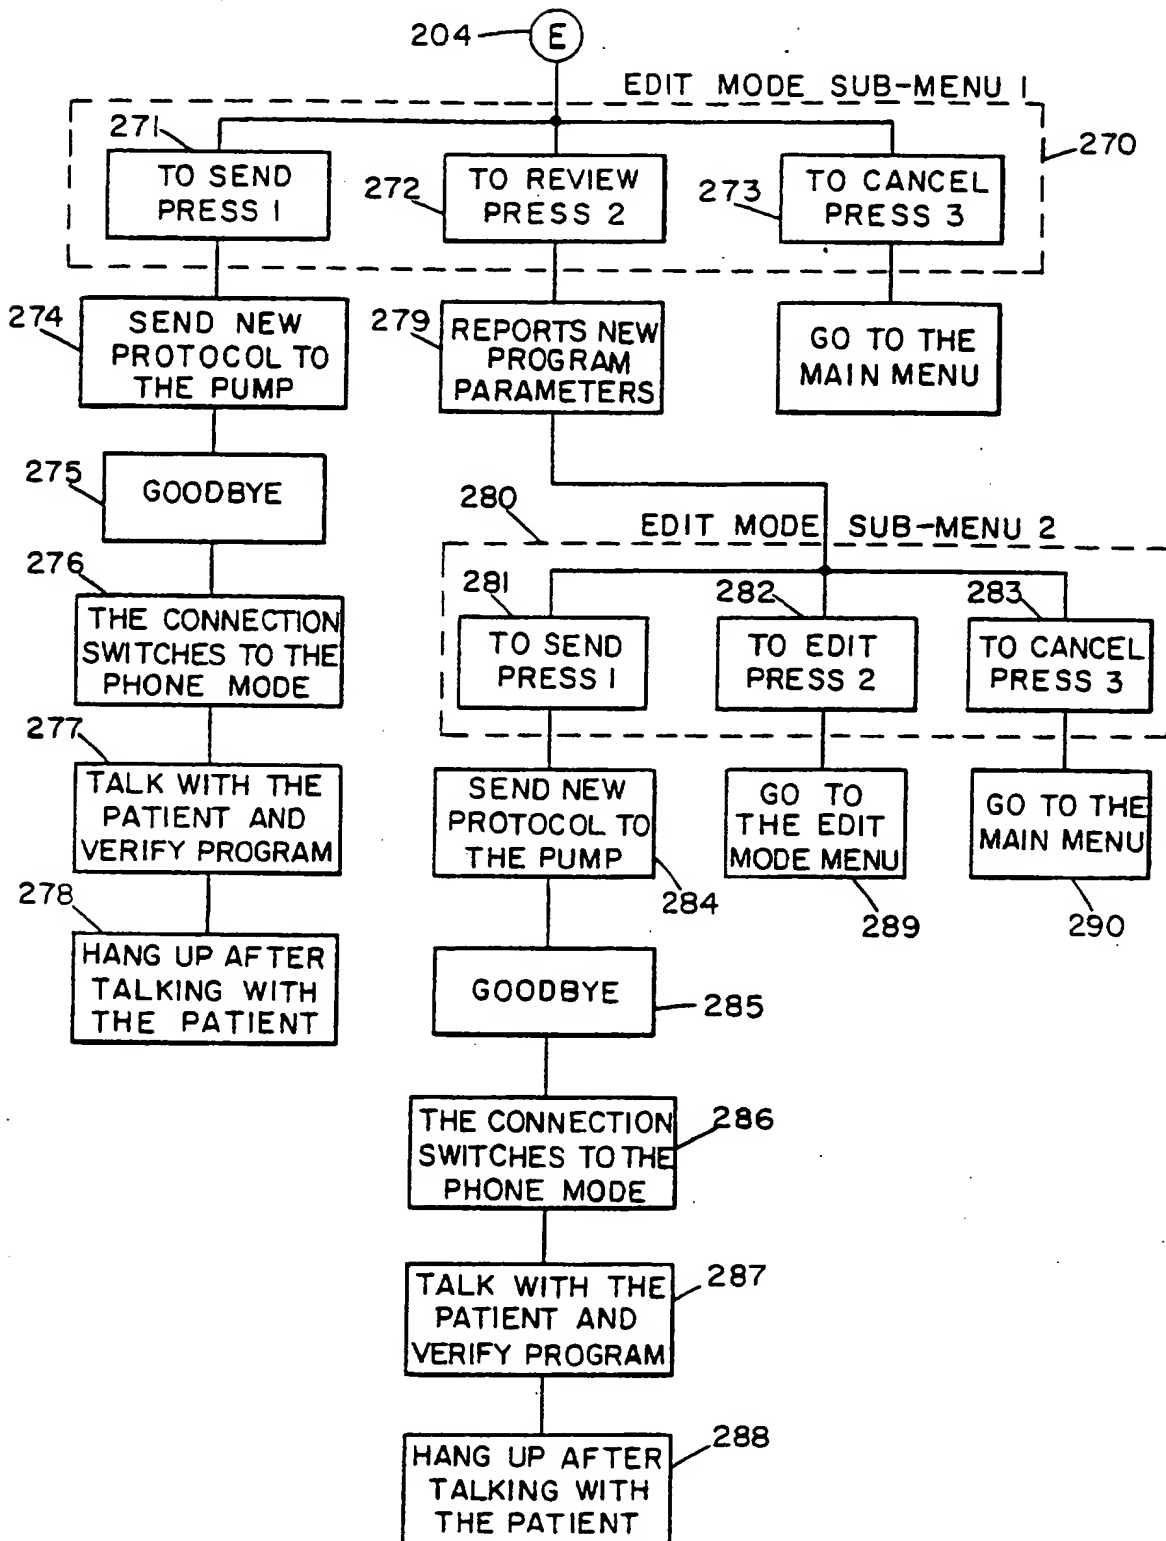 204
E
EDIT MODE SUB-MENU 1
270
271
TO SEND
PRESS 1
272
TO REVIEW
PRESS 2
273
TO CANCEL
PRESS 3
274
SEND NEW
PROTOCOL TO
THE PUMP
279
REPORTS NEW
PROGRAM
PARAMETERS
GO TO THE
MAIN MENU
275
GOODBYE
280
EDIT MODE SUB-MENU 2
276
THE CONNECTION
SWITCHES TO THE
PHONE MODE
281
TO SEND
PRESS 1
282
TO EDIT
PRESS 2
283
TO CANCEL
PRESS 3
277
TALK WITH THE
PATIENT AND
VERIFY PROGRAM
SEND NEW
PROTOCOL TO
THE PUMP
284
GO TO
THE EDIT
MODE MENU
289
GO TO THE
MAIN MENU
290
278
HANG UP AFTER
TALKING WITH
THE PATIENT
GOODBYE
285
THE CONNECTION
SWITCHES TO THE
PHONE MODE
286
TALK WITH THE
PATIENT AND
VERIFY PROGRAM
287
HANG UP AFTER
TALKING WITH
THE PATIENT
288